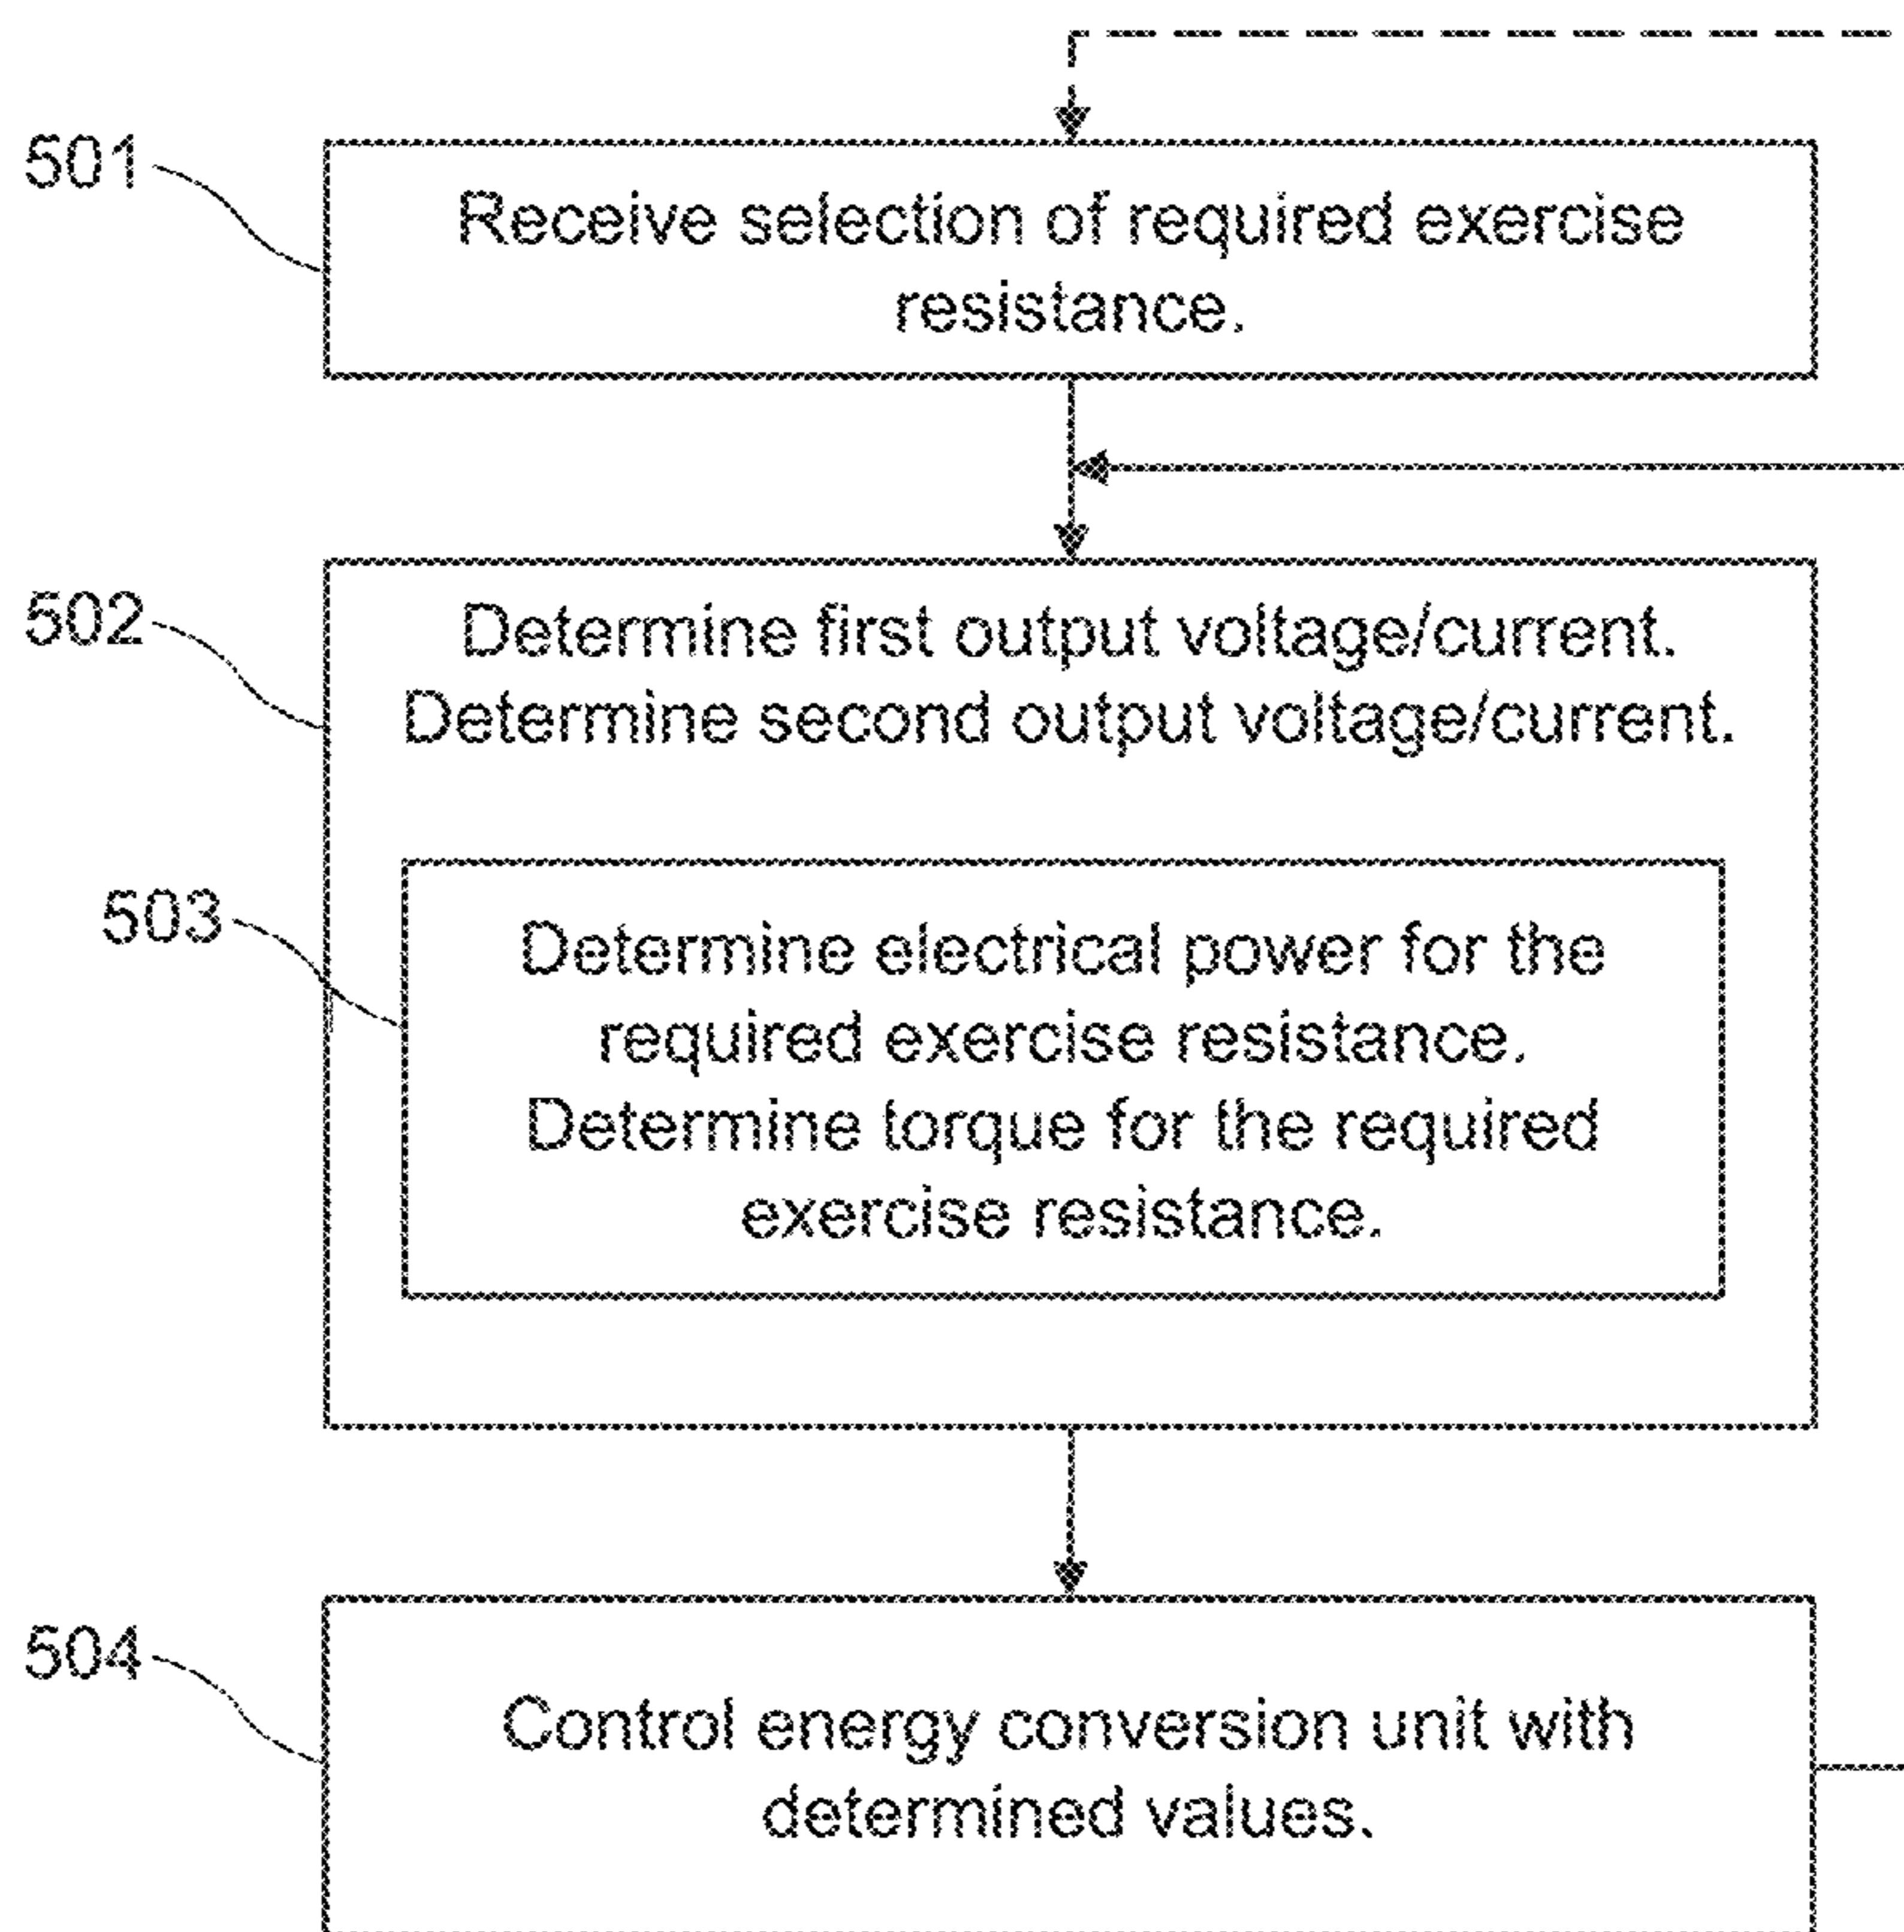 501
Receive selection of required exercise
resistance.
502
Determine first output voltage/current.
Determine second output voltage/current.
503
Determine electrical power for the
required exercise resistance.
Determine torque for the required
exercise resistance.
504
Control energy conversion unit with
determined values.